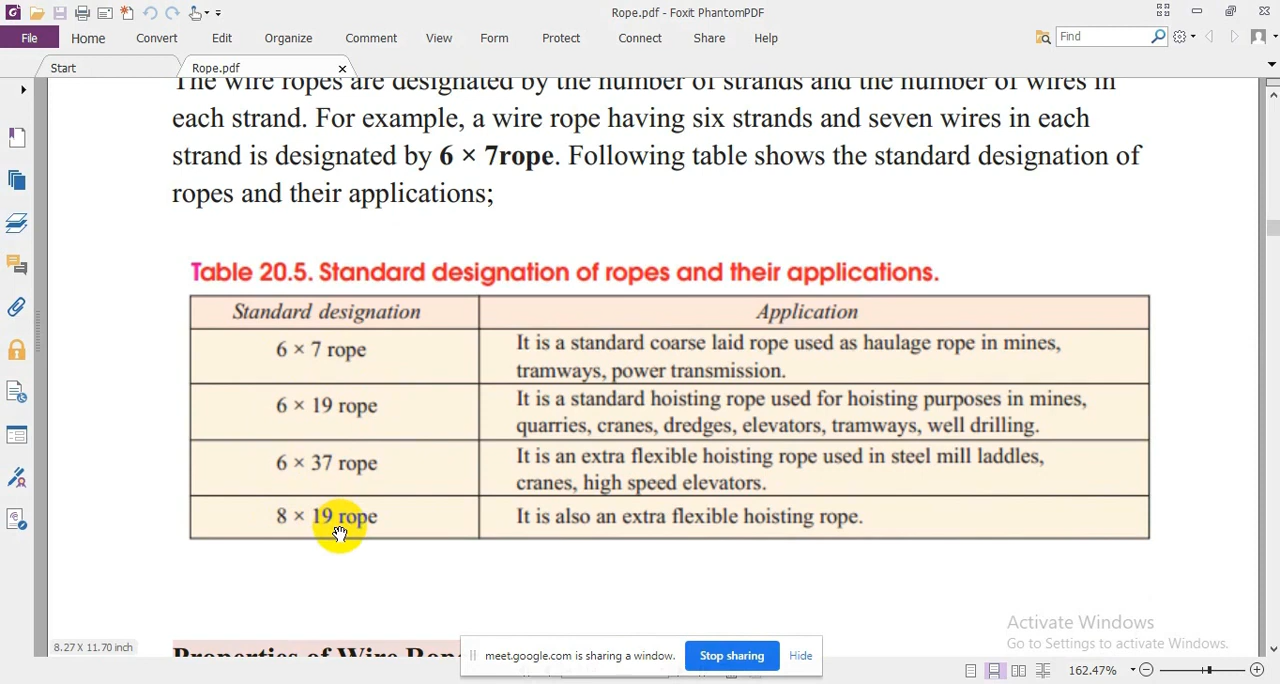 Rope.pdf - Foxit PhantomPDF
File Home Convert Edit Organize Comment View Form Protect Connect Share Help Find
Start Rope.pdf
The wire ropes are designated by the number of strands and the number of wires in
each strand. For example, a wire rope having six strands and seven wires in each
strand is designated by 6 × 7rope. Following table shows the standard designation of
ropes and their applications;
Table 20.5. Standard designation of ropes and their applications.
Standard designation Application
6 × 7 rope It is a standard coarse laid rope used as haulage rope in mines,
tramways, power transmission.
6 × 19 rope It is a standard hoisting rope used for hoisting purposes in mines,
quarries, cranes, dredges, elevators, tramways, well drilling.
6 × 37 rope It is an extra flexible hoisting rope used in steel mill laddles,
cranes, high speed elevators.
8 × 19 rope It is also an extra flexible hoisting rope.
Activate Windows
Go to Settings to activate Windows.
8.27 X 11.70 inch
Properties of Wire Rope
meet.google.com is sharing a window. Stop sharing Hide
162.47%